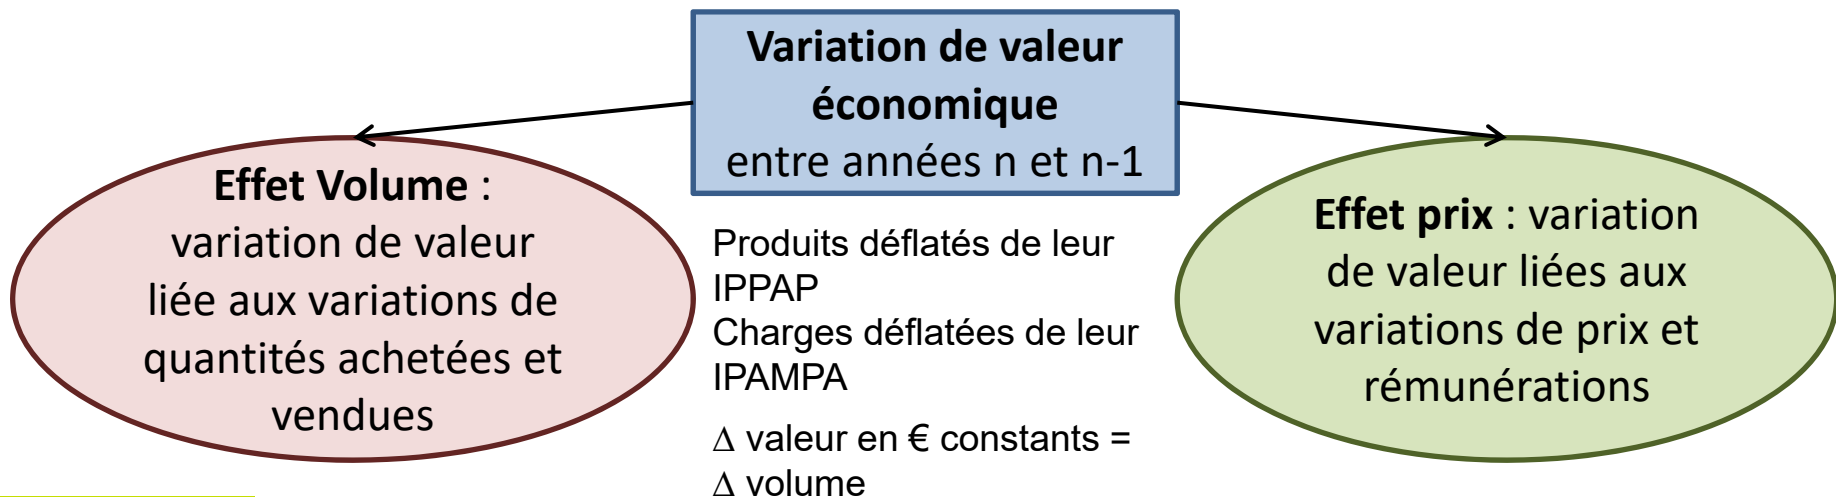 Variation de valeur
économique
entre années n et n-1
Effet Volume :
variation de valeur
liée aux variations de
quantités achetées et
vendues
Produits déflatés de leur
IPPAP
Charges déflatées de leur
IPAMPA
Δ valeur en € constants =
Δ volume
Effet prix : variation
de valeur liées aux
variations de prix et
rémunérations